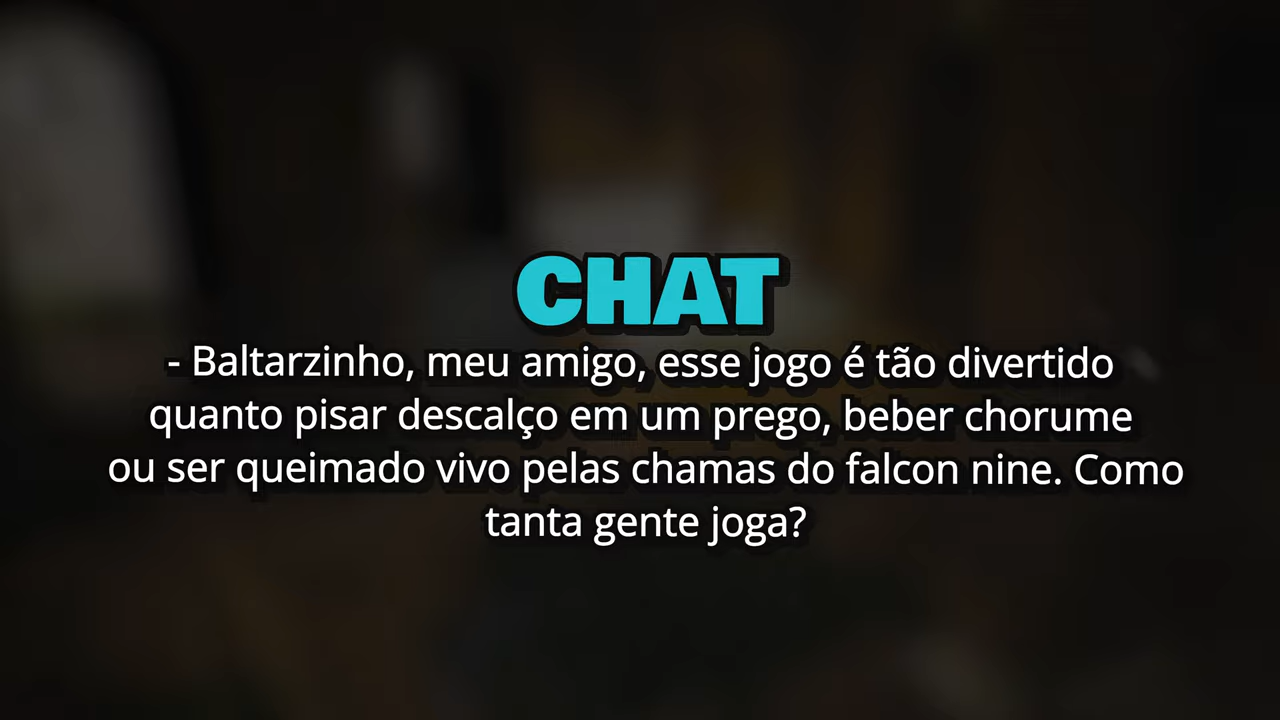 CHAT
- Baltarzinho, meu amigo, esse jogo é tão divertido
quanto pisar descalço em um prego, beber chorume
ou ser queimado vivo pelas chamas do falcon nine. Como
tanta gente joga?